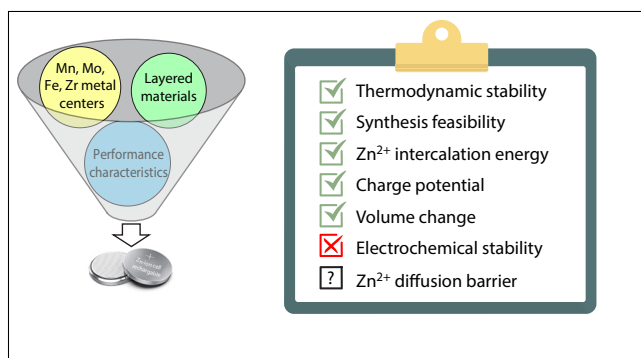 Mn, Mo,
Fe, Zr metal
centers
Layered
materials
Performance
characteristics
Thermodynamic stability
Synthesis feasibility
Zn²⁺ intercalation energy
Charge potential
Volume change
Electrochemical stability
? Zn²⁺ diffusion barrier